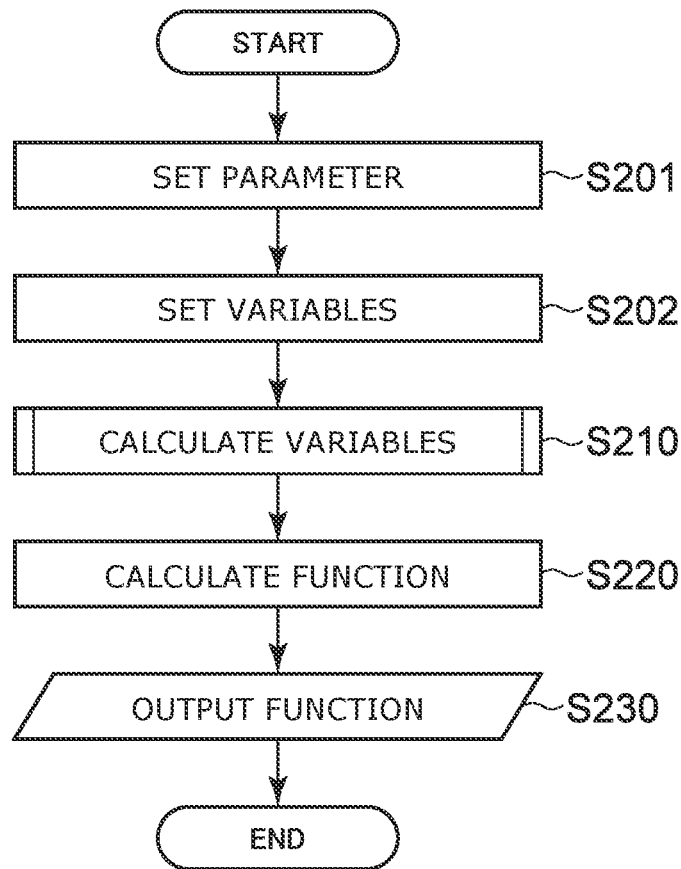 START
SET PARAMETER S201
SET VARIABLES S202
CALCULATE VARIABLES S210
CALCULATE FUNCTION S220
OUTPUT FUNCTION S230
END